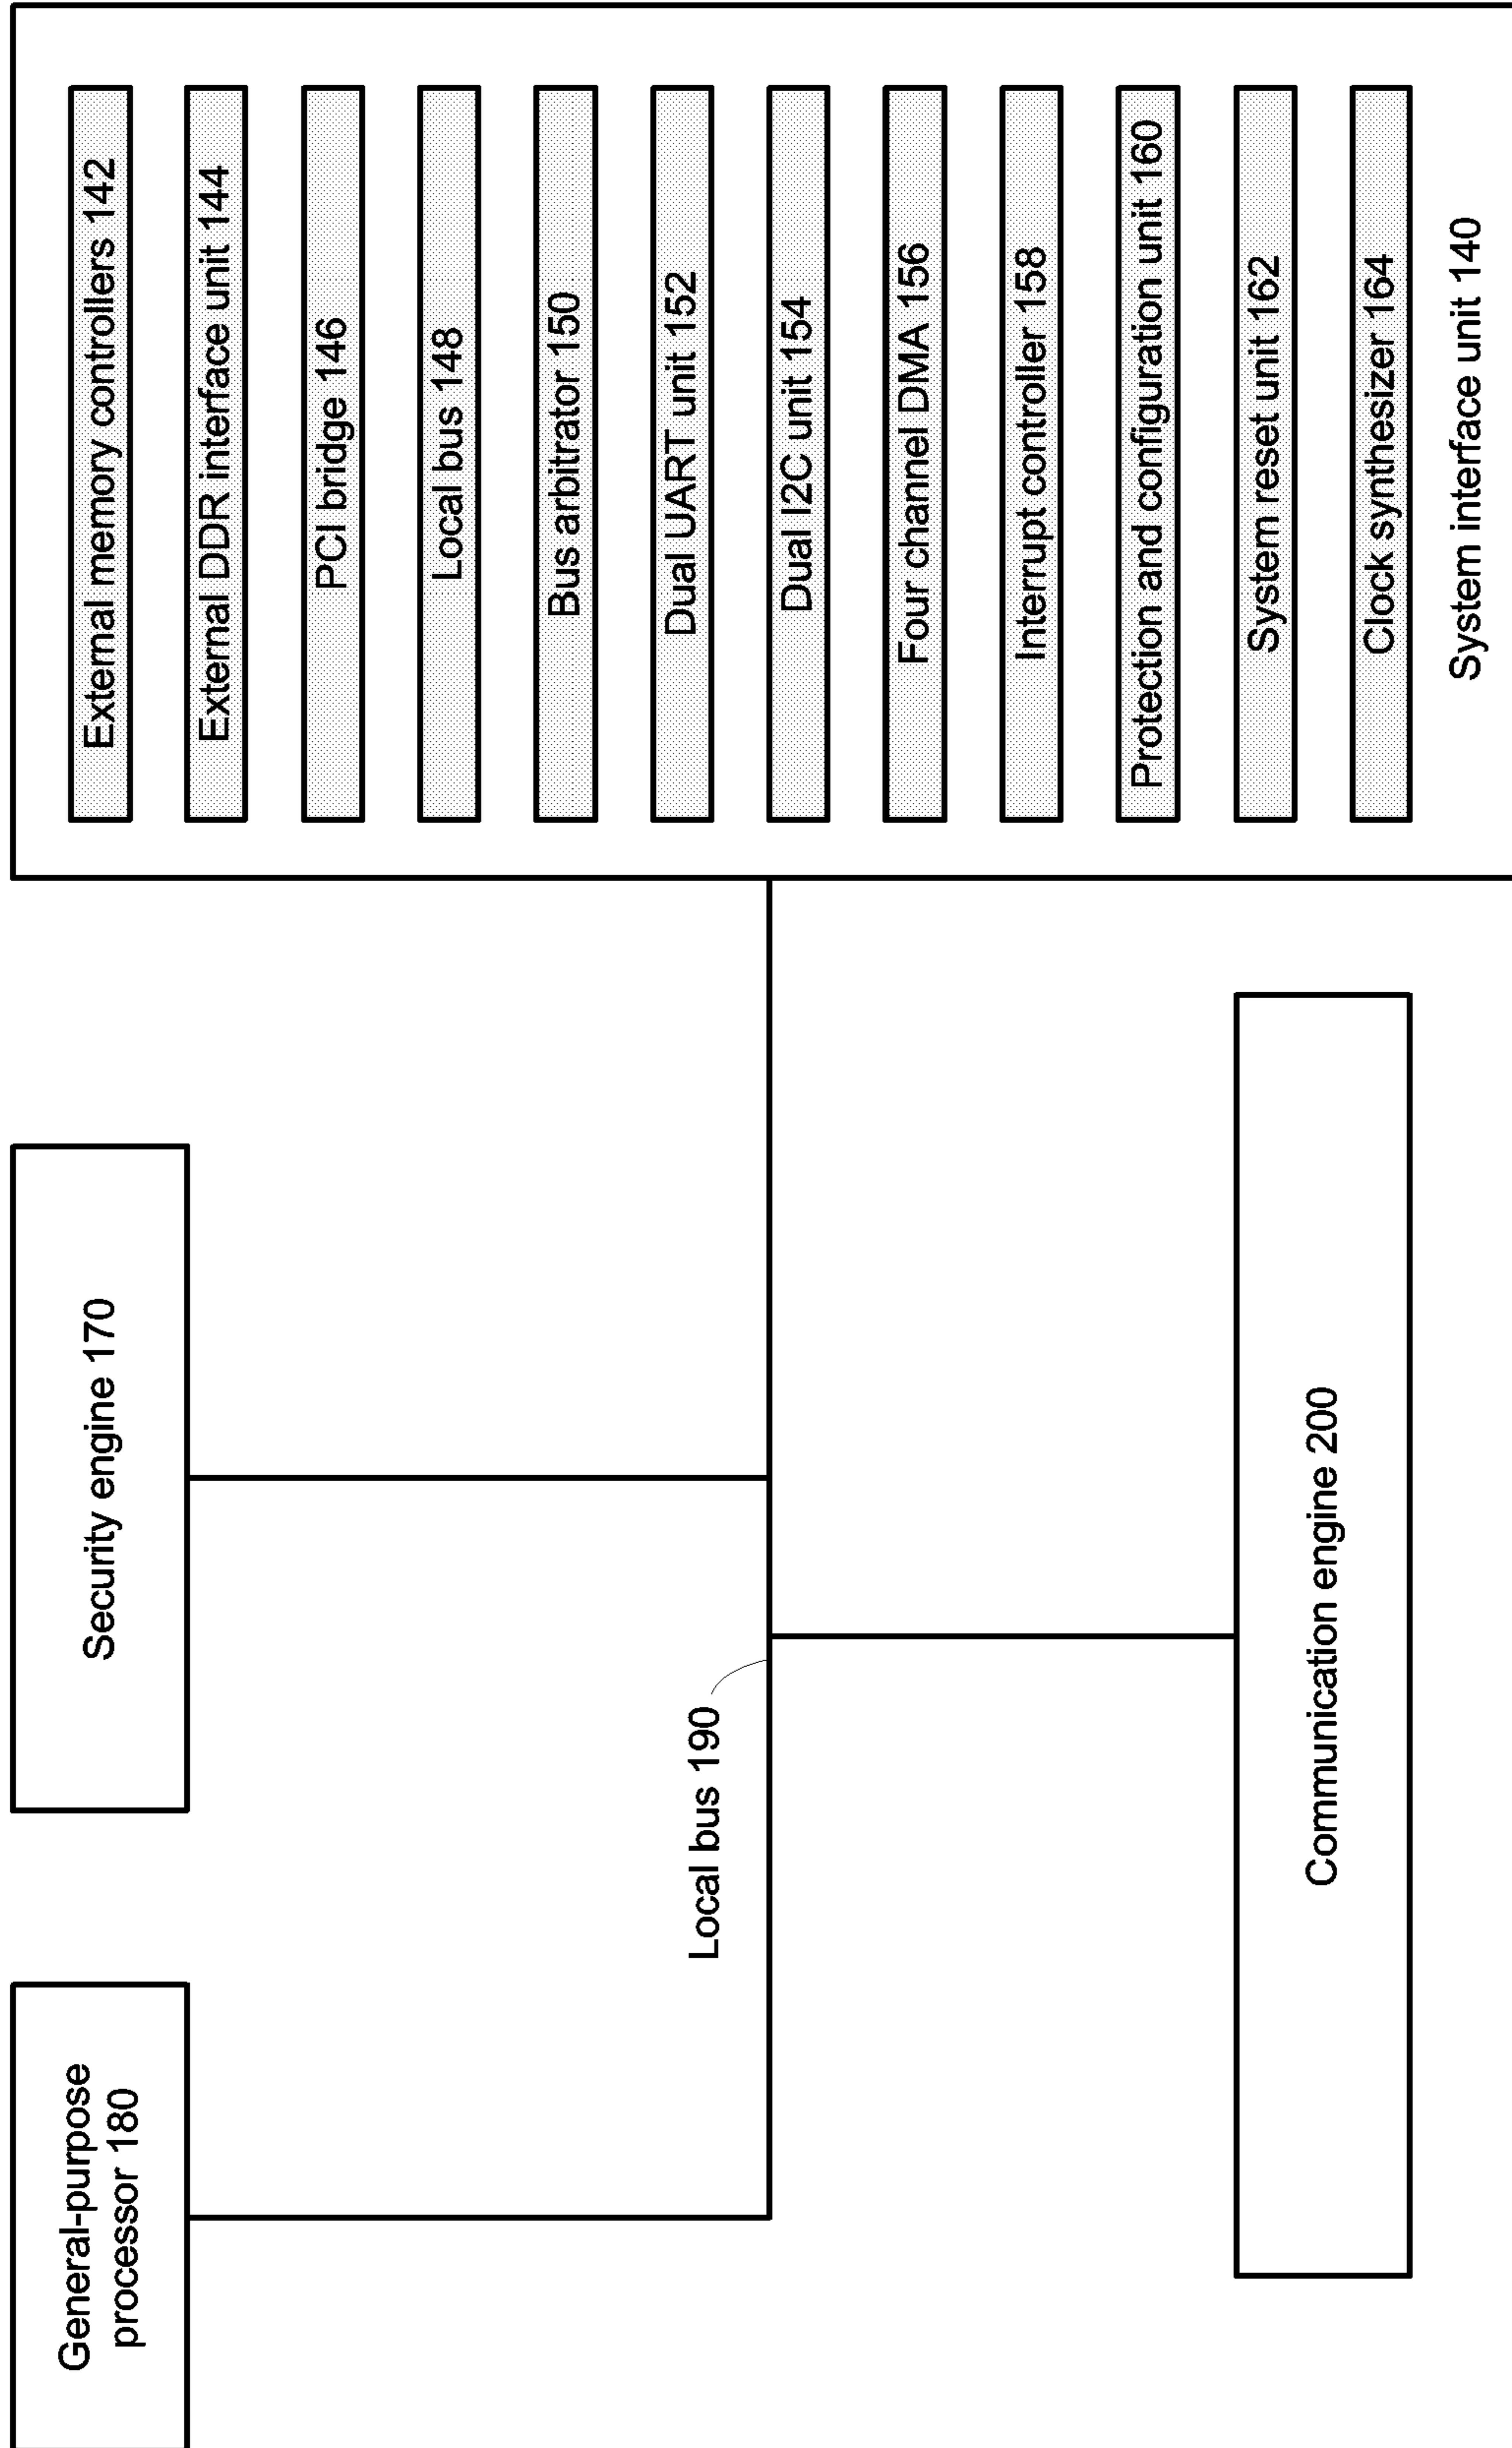 General-purpose
processor 180
Security engine 170
Local bus 190
Communication engine 200
External memory controllers 142
External DDR interface unit 144
PCI bridge 146
Local bus 148
Bus arbitrator 150
Dual UART unit 152
Dual I2C unit 154
Four channel DMA 156
Interrupt controller 158
Protection and configuration unit 160
System reset unit 162
Clock synthesizer 164
System interface unit 140